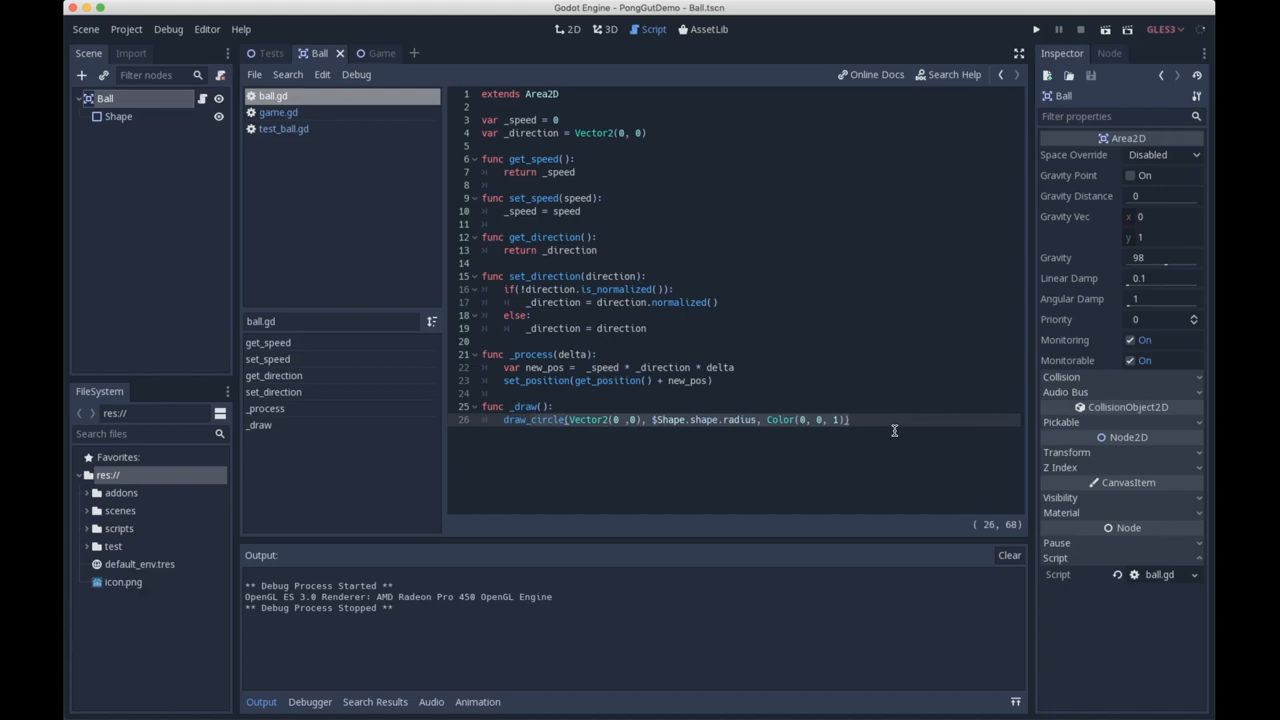 Godot Engine - PongGutDemo - Ball.tscn
Scene Project Debug Editor Help
2D 3D Script AssetLib
GLES3
Scene Import
Filter nodes
Ball
Shape
FileSystem
res://
Search files
Favorites:
res://
addons
scenes
scripts
test
default_env.tres
icon.png
Tests Ball Game
File Search Edit Debug
Online Docs Search Help
ball.gd
game.gd
test_ball.gd
ball.gd
get_speed
set_speed
get_direction
set_direction
_process
_draw
1 extends Area2D
2
3 var _speed = 0
4 var _direction = Vector2(0, 0)
5
6 func get_speed():
7 return _speed
8
9 func set_speed(speed):
10 _speed = speed
11
12 func get_direction():
13 return _direction
14
15 func set_direction(direction):
16 if(!direction.is_normalized()):
17 _direction = direction.normalized()
18 else:
19 _direction = direction
20
21 func _process(delta):
22 var new_pos =  _speed * _direction * delta
23 set_position(get_position() + new_pos)
24
25 func _draw():
26 draw_circle(Vector2(0 ,0), $Shape.shape.radius, Color(0, 0, 1))
( 26, 68)
Output:
Clear
** Debug Process Started **
OpenGL ES 3.0 Renderer: AMD Radeon Pro 450 OpenGL Engine
** Debug Process Stopped **
Output Debugger Search Results Audio Animation
Inspector Node
Ball
Filter properties
Area2D
Space Override Disabled
Gravity Point On
Gravity Distance 0
Gravity Vec x 0
y 1
Gravity 98
Linear Damp 0.1
Angular Damp 1
Priority 0
Monitoring On
Monitorable On
Collision
Audio Bus
CollisionObject2D
Pickable
Node2D
Transform
Z Index
CanvasItem
Visibility
Material
Node
Pause
Script
Script ball.gd